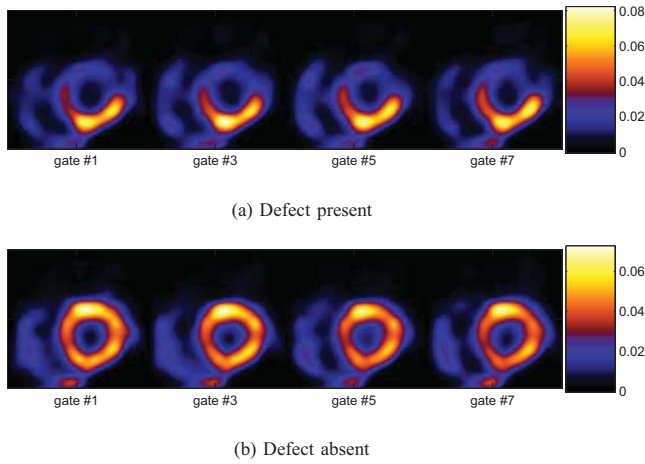 0.08
0.06
0.04
0.02
0
gate #1 gate #3 gate #5 gate #7
(a) Defect present
0.06
0.04
0.02
0
gate #1 gate #3 gate #5 gate #7
(b) Defect absent